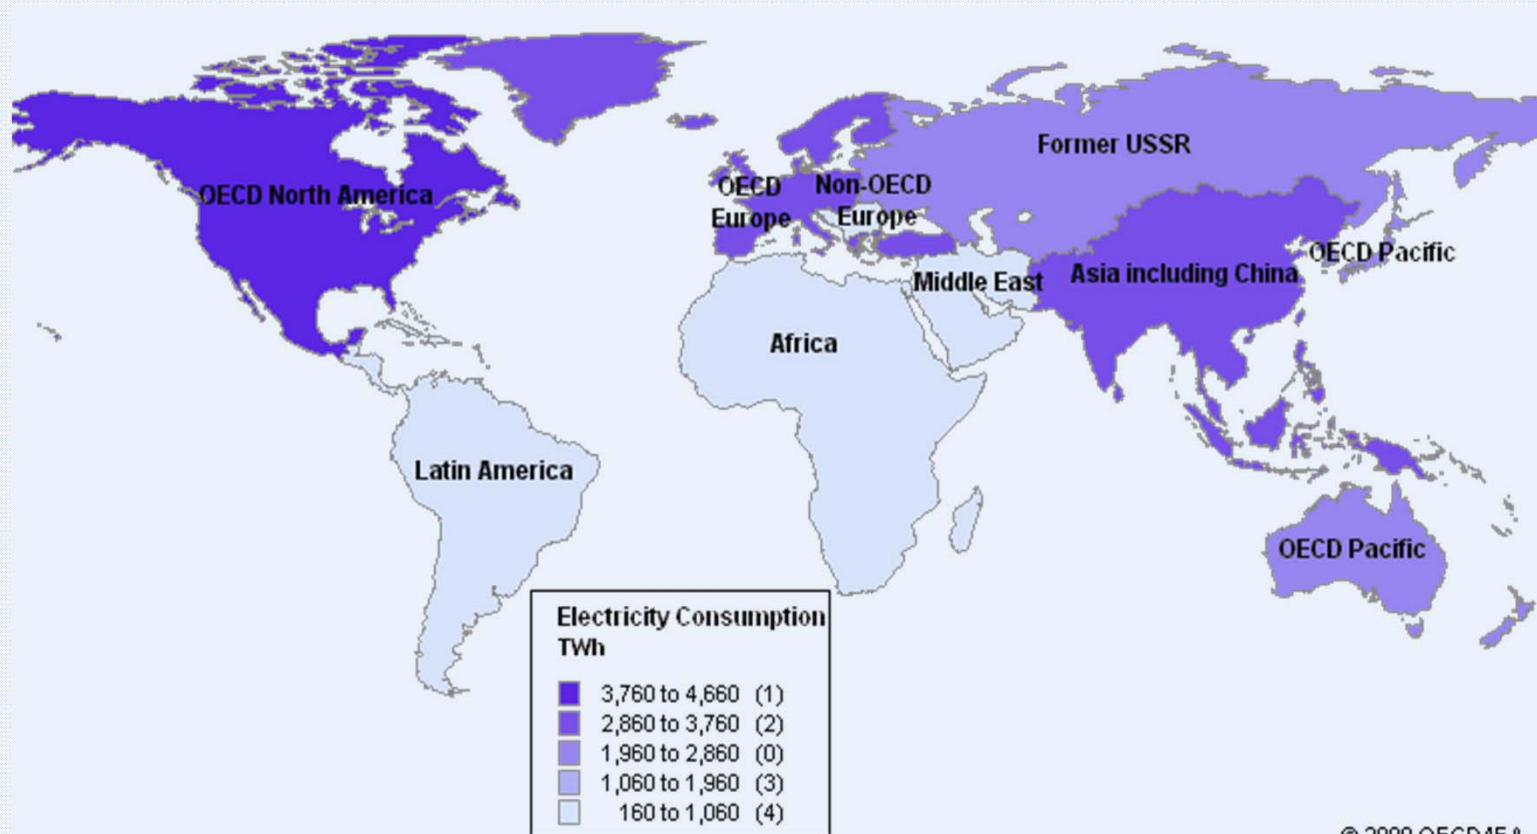 Former USSR
OECD North America
OECD
Europe
Non-OECD
Europe
OECD Pacific
Asia including China
Middle East
Africa
Latin America
OECD Pacific
Electricity Consumption
TWh
3,760 to 4,660 (1)
2,860 to 3,760 (2)
1,960 to 2,860 (0)
1,060 to 1,960 (3)
160 to 1,060 (4)